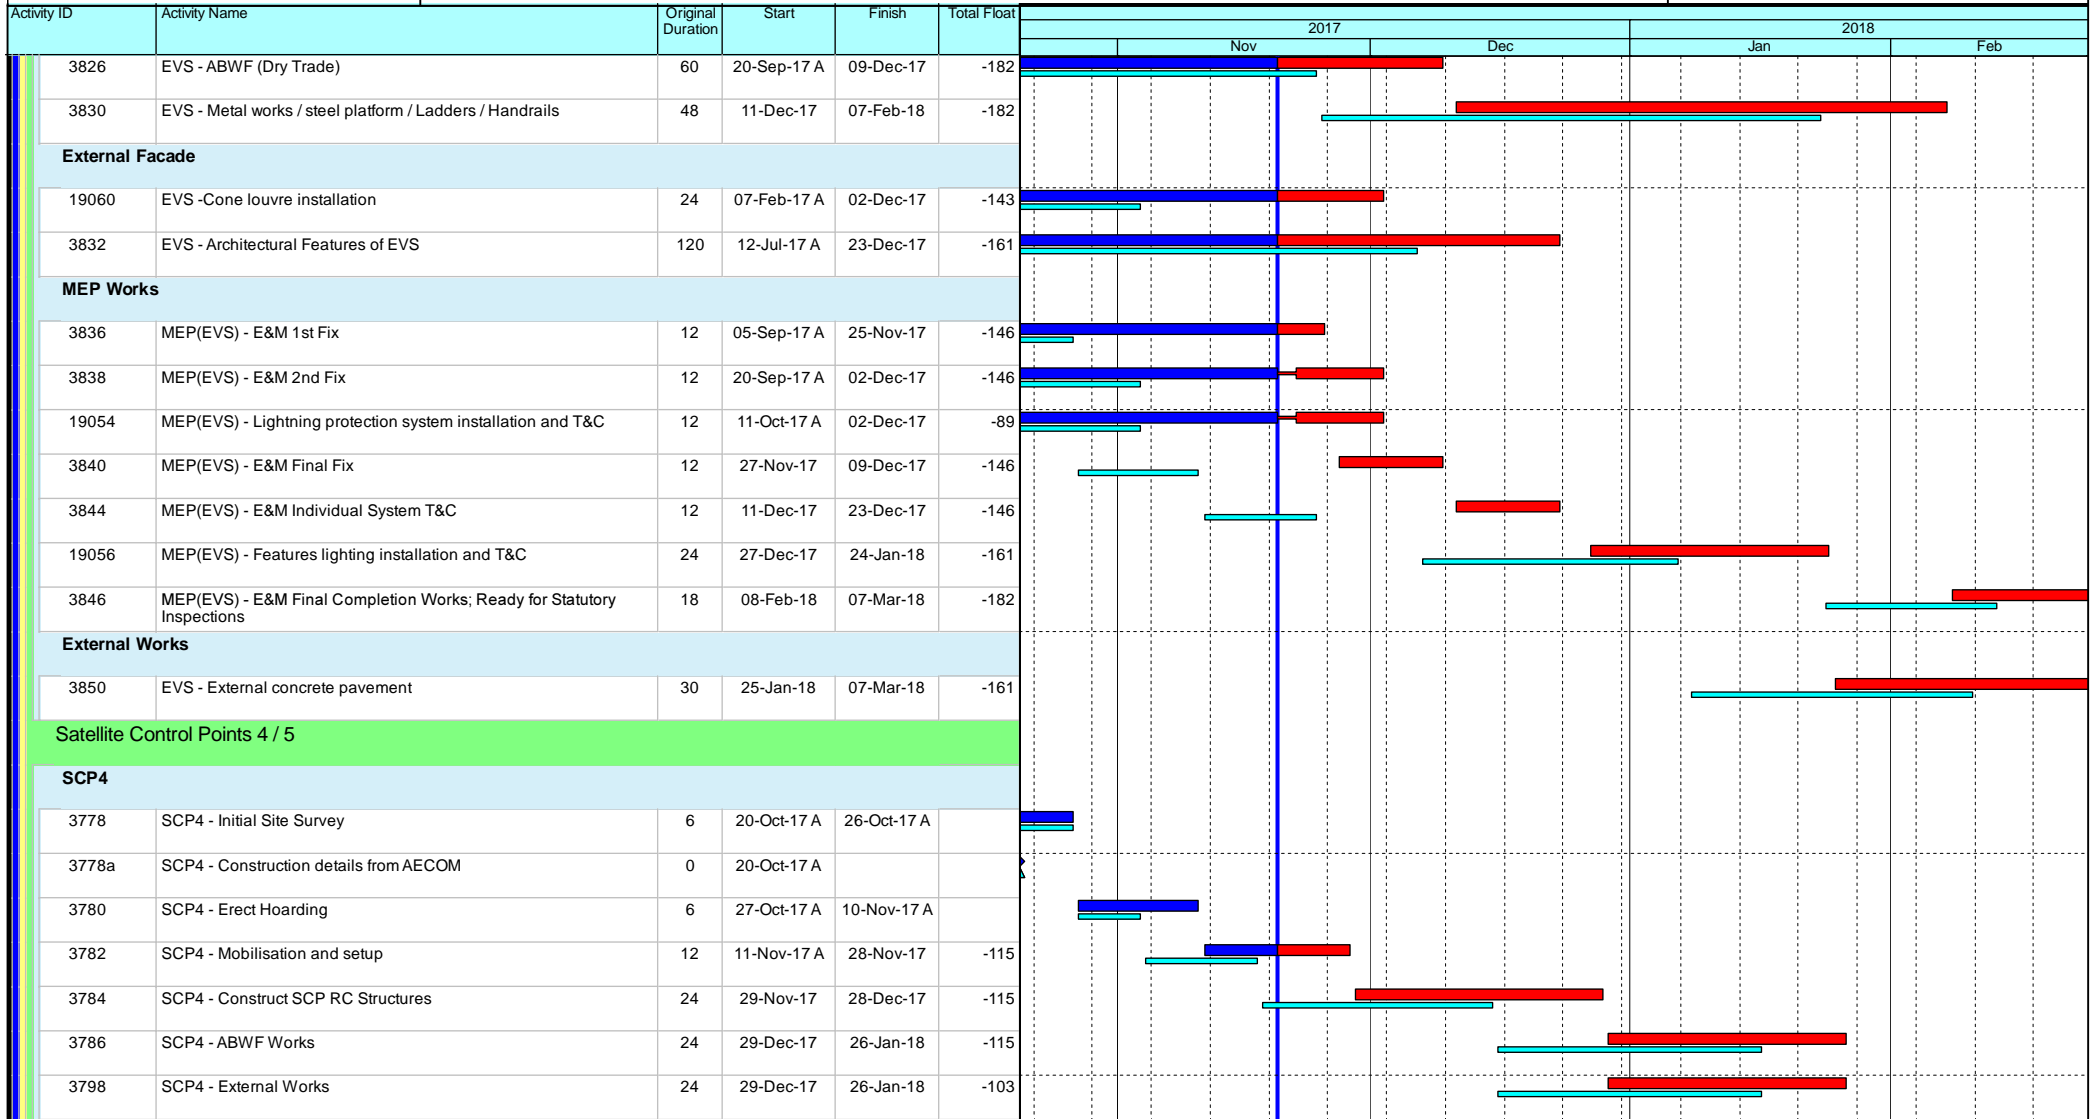 Activity ID Activity Name Original Start Finish Total Float
Duration
2017 2018
Nov Dec Jan Feb
3826 EVS - ABWF (Dry Trade) 60 20-Sep-17 A 09-Dec-17 -182
3830 EVS - Metal works / steel platform / Ladders / Handrails 48 11-Dec-17 07-Feb-18 -182
External Facade
19060 EVS -Cone louvre installation 24 07-Feb-17 A 02-Dec-17 -143
3832 EVS - Architectural Features of EVS 120 12-Jul-17 A 23-Dec-17 -161
MEP Works
3836 MEP(EVS) - E&M 1st Fix 12 05-Sep-17 A 25-Nov-17 -146
3838 MEP(EVS) - E&M 2nd Fix 12 20-Sep-17 A 02-Dec-17 -146
19054 MEP(EVS) - Lightning protection system installation and T&C 12 11-Oct-17 A 02-Dec-17 -89
3840 MEP(EVS) - E&M Final Fix 12 27-Nov-17 09-Dec-17 -146
3844 MEP(EVS) - E&M Individual System T&C 12 11-Dec-17 23-Dec-17 -146
19056 MEP(EVS) - Features lighting installation and T&C 24 27-Dec-17 24-Jan-18 -161
3846 MEP(EVS) - E&M Final Completion Works; Ready for Statutory 18 08-Feb-18 07-Mar-18 -182
Inspections
External Works
3850 EVS - External concrete pavement 30 25-Jan-18 07-Mar-18 -161
Satellite Control Points 4 / 5
SCP4
3778 SCP4 - Initial Site Survey 6 20-Oct-17 A 26-Oct-17 A
3778a SCP4 - Construction details from AECOM 0 20-Oct-17 A
3780 SCP4 - Erect Hoarding 6 27-Oct-17 A 10-Nov-17 A
3782 SCP4 - Mobilisation and setup 12 11-Nov-17 A 28-Nov-17 -115
3784 SCP4 - Construct SCP RC Structures 24 29-Nov-17 28-Dec-17 -115
3786 SCP4 - ABWF Works 24 29-Dec-17 26-Jan-18 -115
3798 SCP4 - External Works 24 29-Dec-17 26-Jan-18 -103